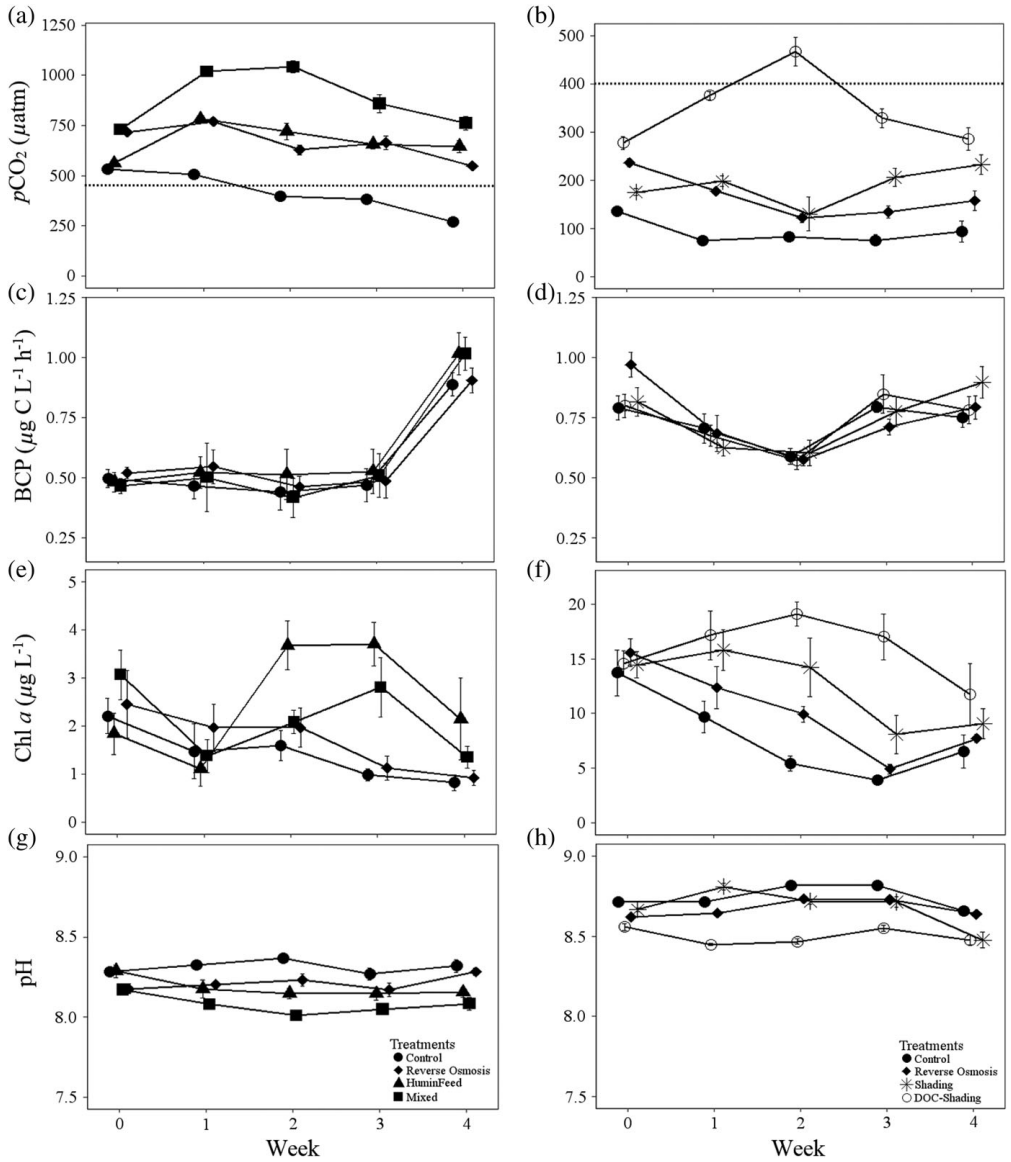 (a)
1250
1000
750
500
250
0
pCO₂ (µatm)
(b)
500
400
300
200
100
0
(c)
1.25
1.00
0.75
0.50
0.25
BCP (µg C L⁻¹ h⁻¹)
(d)
1.25
1.00
0.75
0.50
0.25
(e)
5
4
3
2
1
0
Chl a (µg L⁻¹)
(f)
20
15
10
5
0
(g)
9.0
8.5
8.0
7.5
pH
Treatments
Control
Reverse Osmosis
HuminFeed
Mixed
0 1 2 3 4
Week
(h)
9.0
8.5
8.0
7.5
Treatments
Control
Reverse Osmosis
Shading
DOC-Shading
0 1 2 3 4
Week